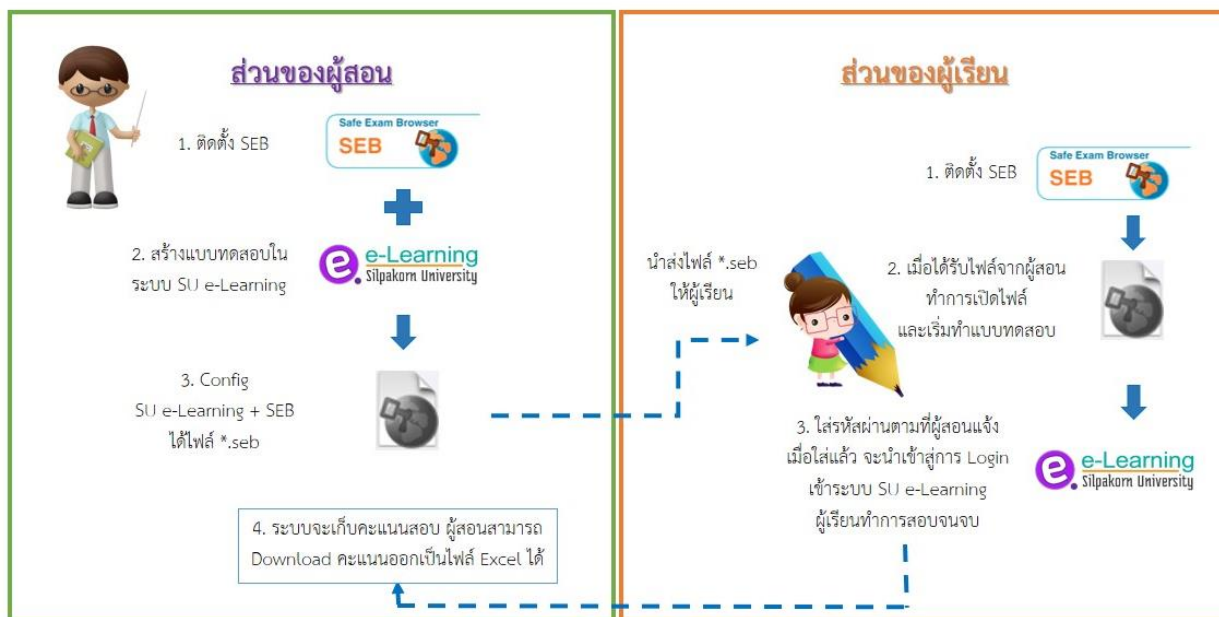 ส่วนของผู้สอน
1. ติดตั้ง SEB
Safe Exam Browser
SEB
2. สร้างแบบทดสอบใน
ระบบ SU e-Learning
e-Learning
Silpakorn University
3. Config
SU e-Learning + SEB
ได้ไฟล์ *.seb
4. ระบบจะเก็บคะแนนสอบ ผู้สอนสามารถ
Download คะแนนออกเป็นไฟล์ Excel ได้
ส่วนของผู้เรียน
1. ติดตั้ง SEB
Safe Exam Browser
SEB
นำส่งไฟล์ *.seb
ให้ผู้เรียน
2. เมื่อได้รับไฟล์จากผู้สอน
ทำการเปิดไฟล์
และเริ่มทำแบบทดสอบ
3. ใส่รหัสผ่านตามที่ผู้สอนแจ้ง
เมื่อใส่แล้ว จะนำเข้าสู่การ Login
เข้าระบบ SU e-Learning
ผู้เรียนทำการสอบจนจบ
e-Learning
Silpakorn University